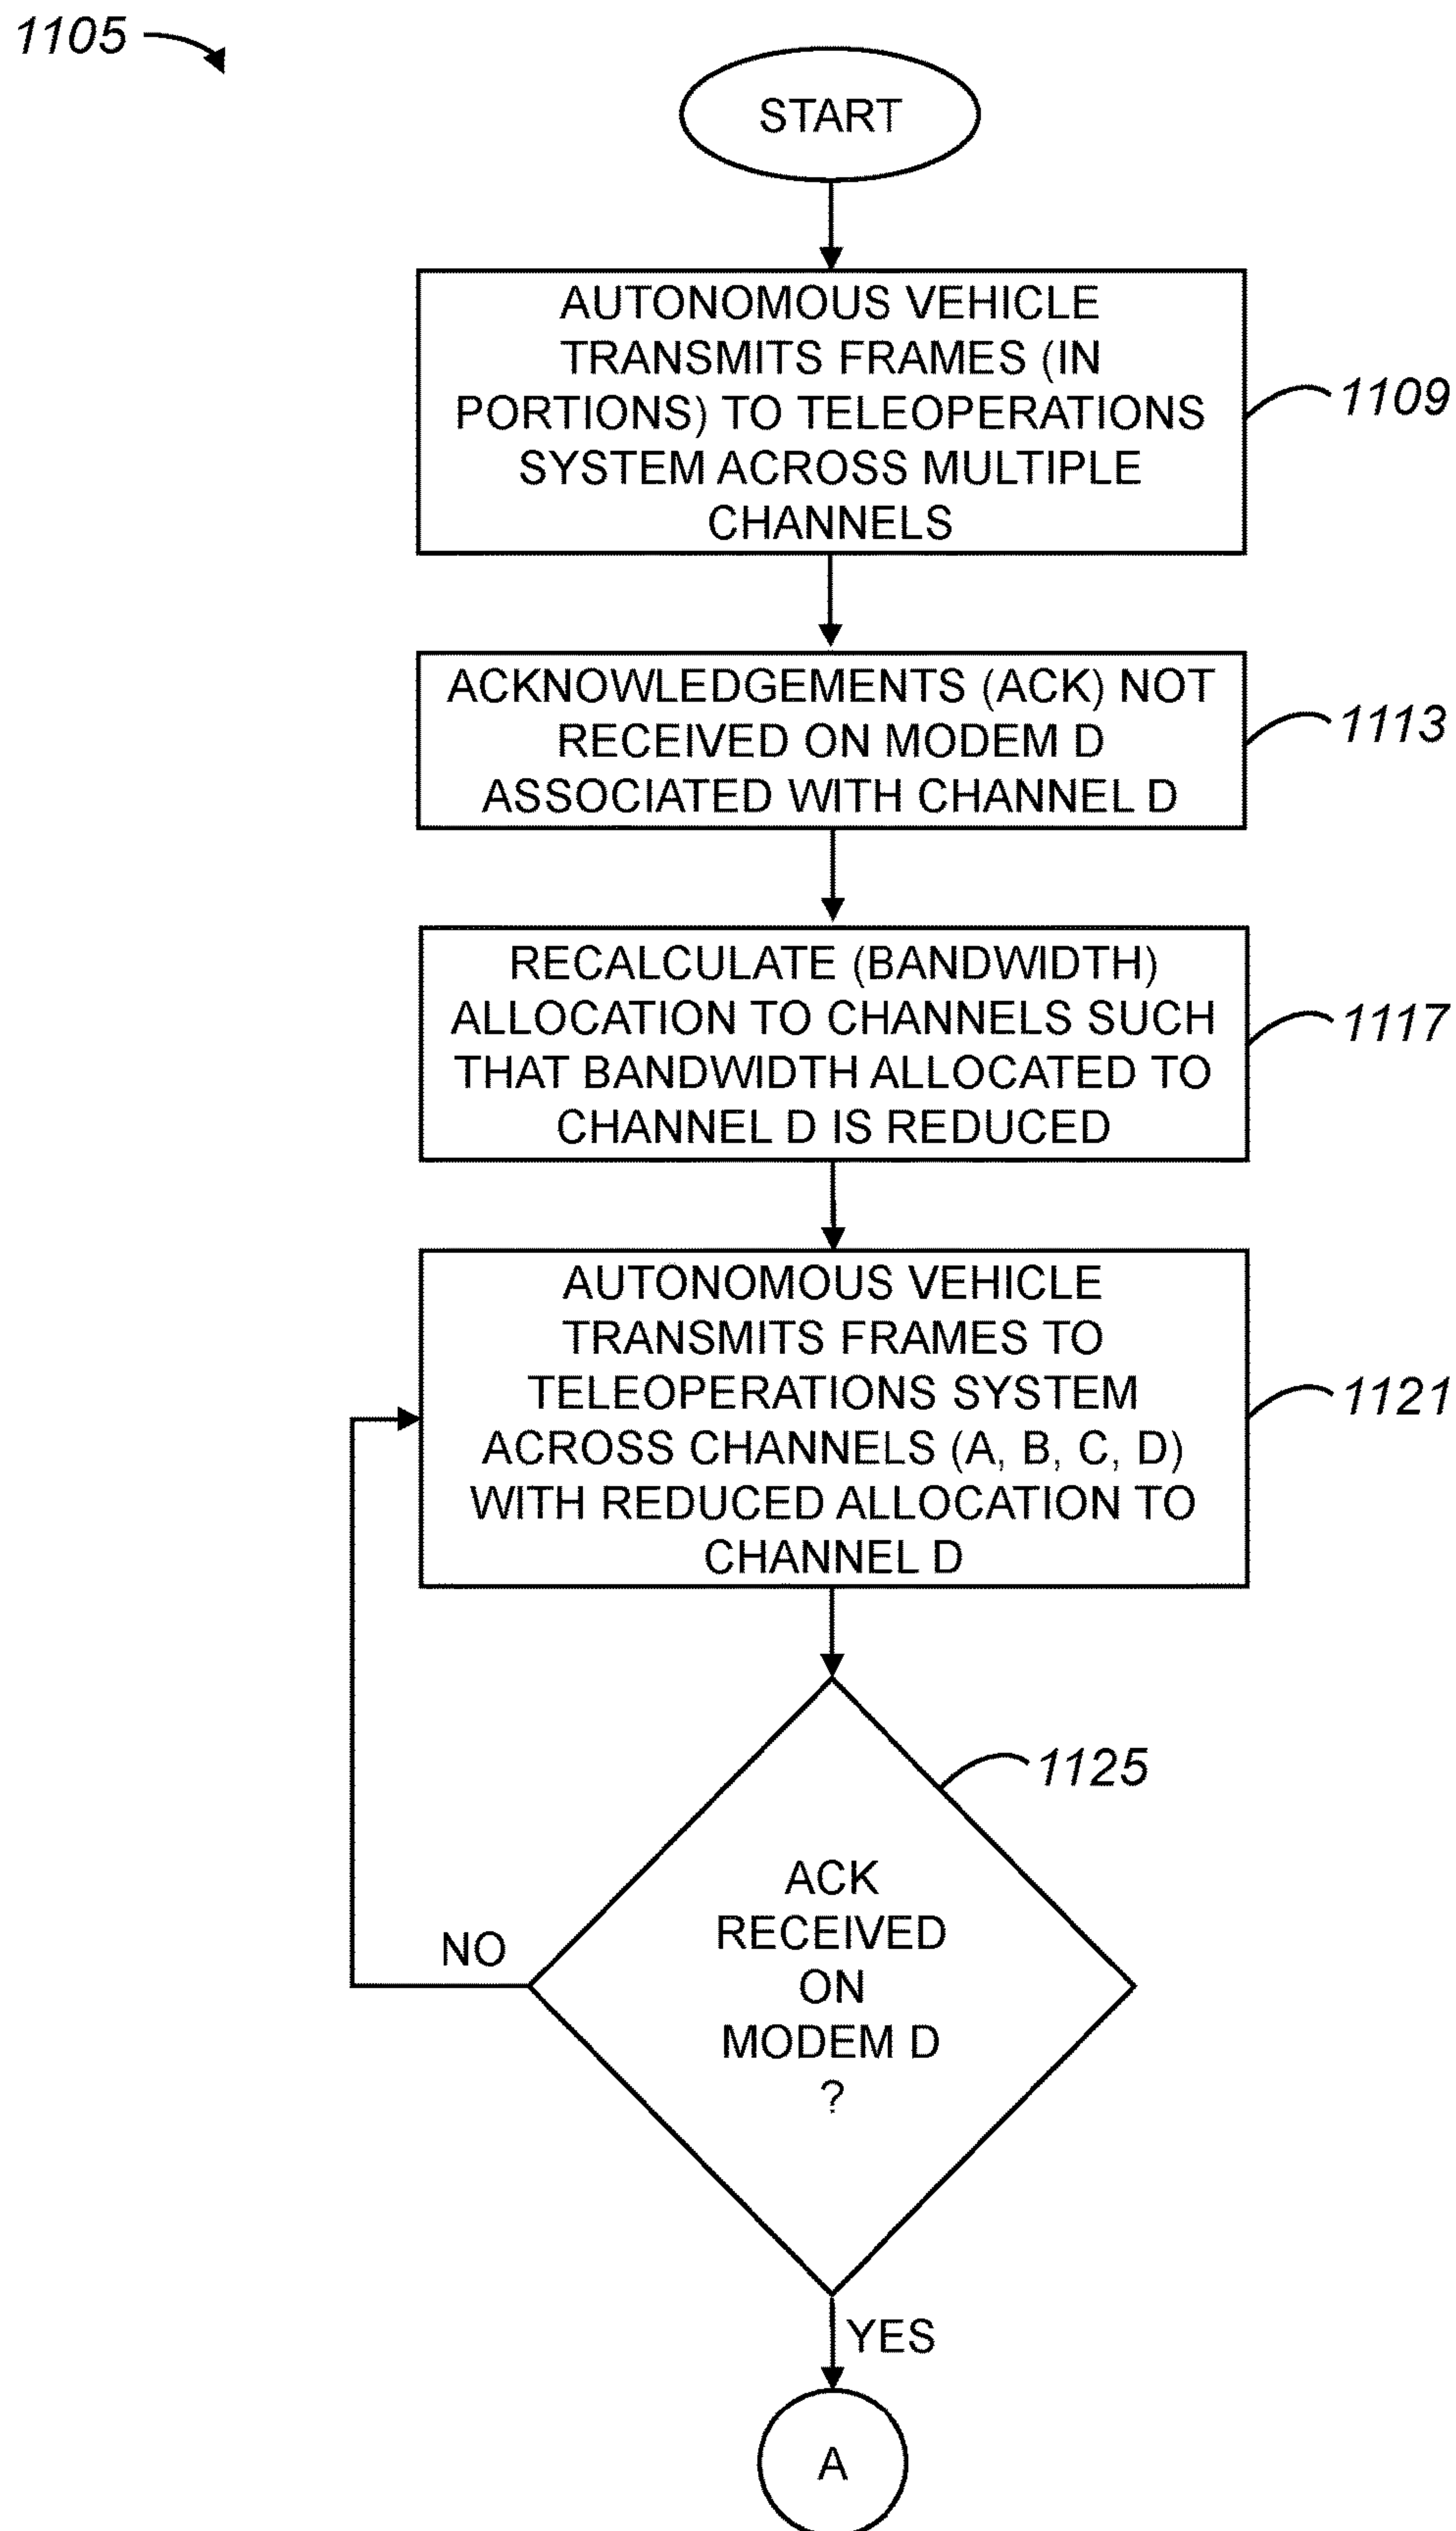 1105
START
AUTONOMOUS VEHICLE
TRANSMITS FRAMES (IN
PORTIONS) TO TELEOPERATIONS
SYSTEM ACROSS MULTIPLE
CHANNELS
1109
ACKNOWLEDGEMENTS (ACK) NOT
RECEIVED ON MODEM D
ASSOCIATED WITH CHANNEL D
1113
RECALCULATE (BANDWIDTH)
ALLOCATION TO CHANNELS SUCH
THAT BANDWIDTH ALLOCATED TO
CHANNEL D IS REDUCED
1117
AUTONOMOUS VEHICLE
TRANSMITS FRAMES TO
TELEOPERATIONS SYSTEM
ACROSS CHANNELS (A, B, C, D)
WITH REDUCED ALLOCATION TO
CHANNEL D
1121
1125
ACK
RECEIVED
ON
MODEM D
?
NO
YES
A